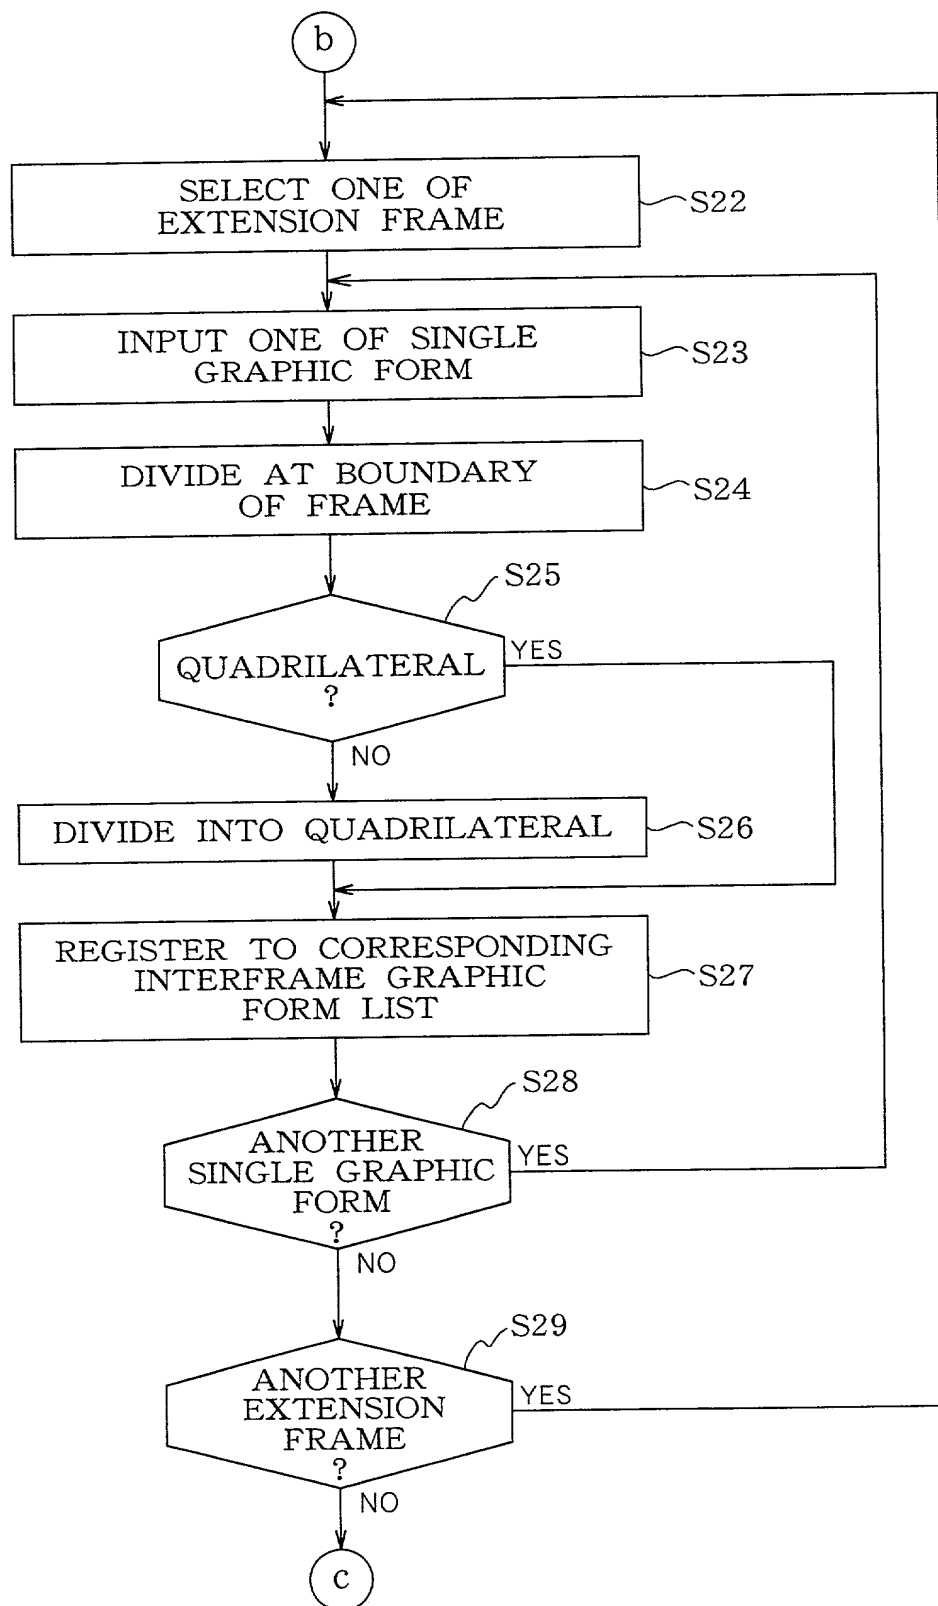 b
SELECT ONE OF
EXTENSION FRAME
S22
INPUT ONE OF SINGLE
GRAPHIC FORM
S23
DIVIDE AT BOUNDARY
OF FRAME
S24
S25
QUADRILATERAL
?
YES
NO
DIVIDE INTO QUADRILATERAL
S26
REGISTER TO CORRESPONDING
INTERFRAME GRAPHIC
FORM LIST
S27
S28
ANOTHER
SINGLE GRAPHIC
FORM
?
YES
NO
S29
ANOTHER
EXTENSION
FRAME
?
YES
NO
c